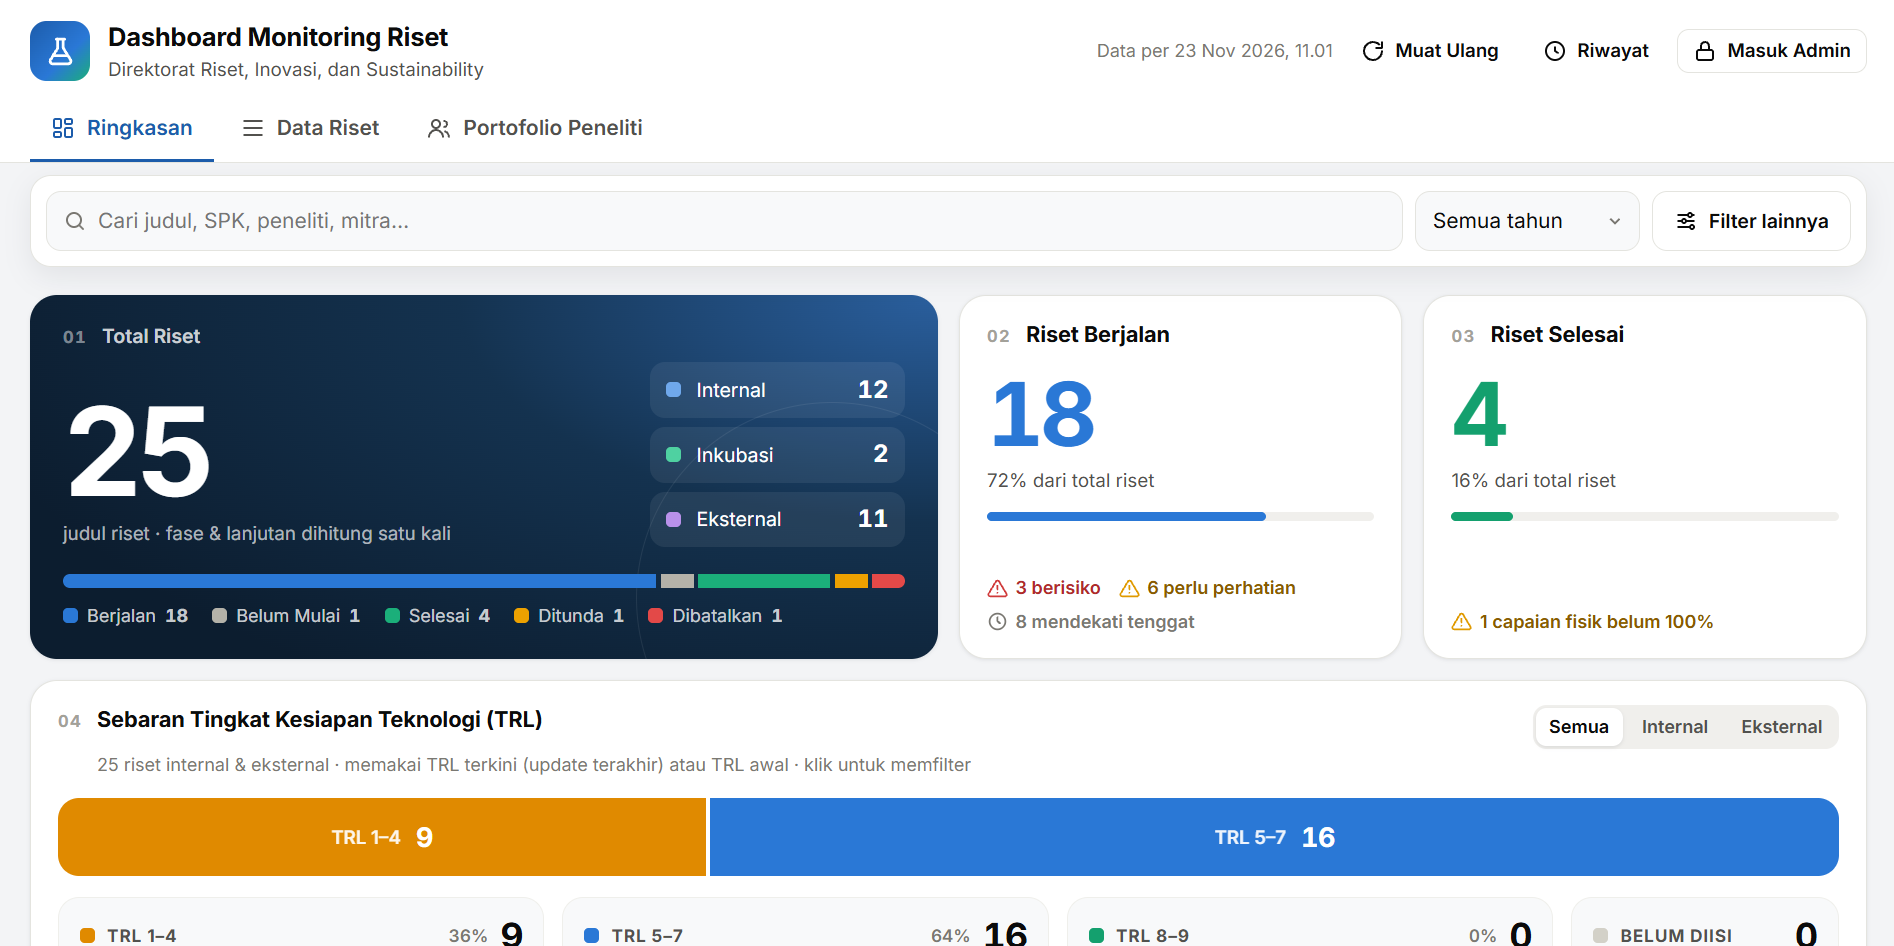 Dashboard Monitoring Riset
Direktorat Riset, Inovasi, dan Sustainability
Data per 23 Nov 2026, 11.01
Muat Ulang
Riwayat
Masuk Admin
Ringkasan
Data Riset
Portofolio Peneliti
Cari judul, SPK, peneliti, mitra...
Semua tahun
Filter lainnya
01 Total Riset
25
judul riset · fase & lanjutan dihitung satu kali
Internal 12
Inkubasi 2
Eksternal 11
Berjalan 18 Belum Mulai 1 Selesai 4 Ditunda 1 Dibatalkan 1
02 Riset Berjalan
18
72% dari total riset
3 berisiko 6 perlu perhatian
8 mendekati tenggat
03 Riset Selesai
4
16% dari total riset
1 capaian fisik belum 100%
04 Sebaran Tingkat Kesiapan Teknologi (TRL)
25 riset internal & eksternal · memakai TRL terkini (update terakhir) atau TRL awal · klik untuk memfilter
Semua Internal Eksternal
TRL 1–4 9
TRL 5–7 16
TRL 1–4 36% 9
TRL 5–7 64% 16
TRL 8–9 0% 0
BELUM DIISI 0